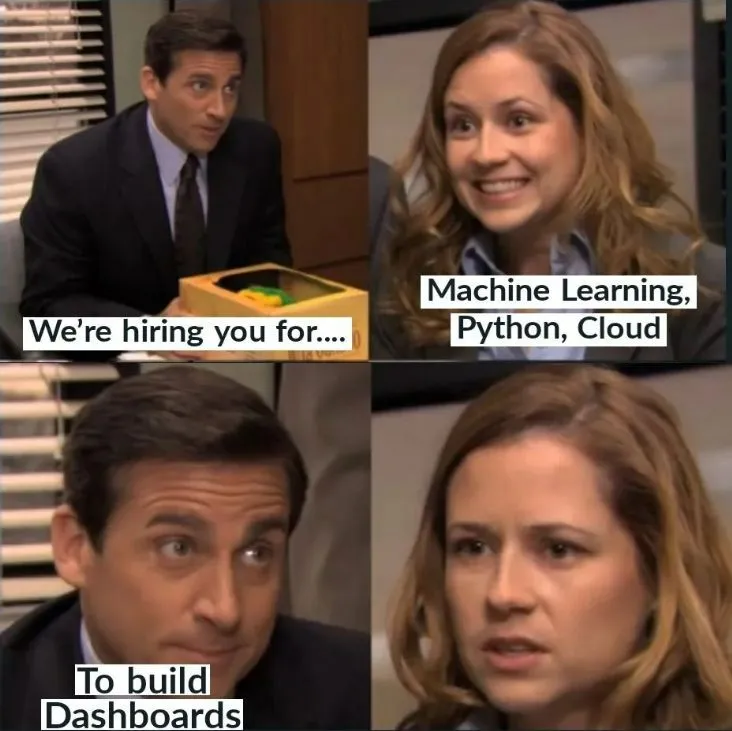 We're hiring you for....
Machine Learning,
Python, Cloud
To build
Dashboards